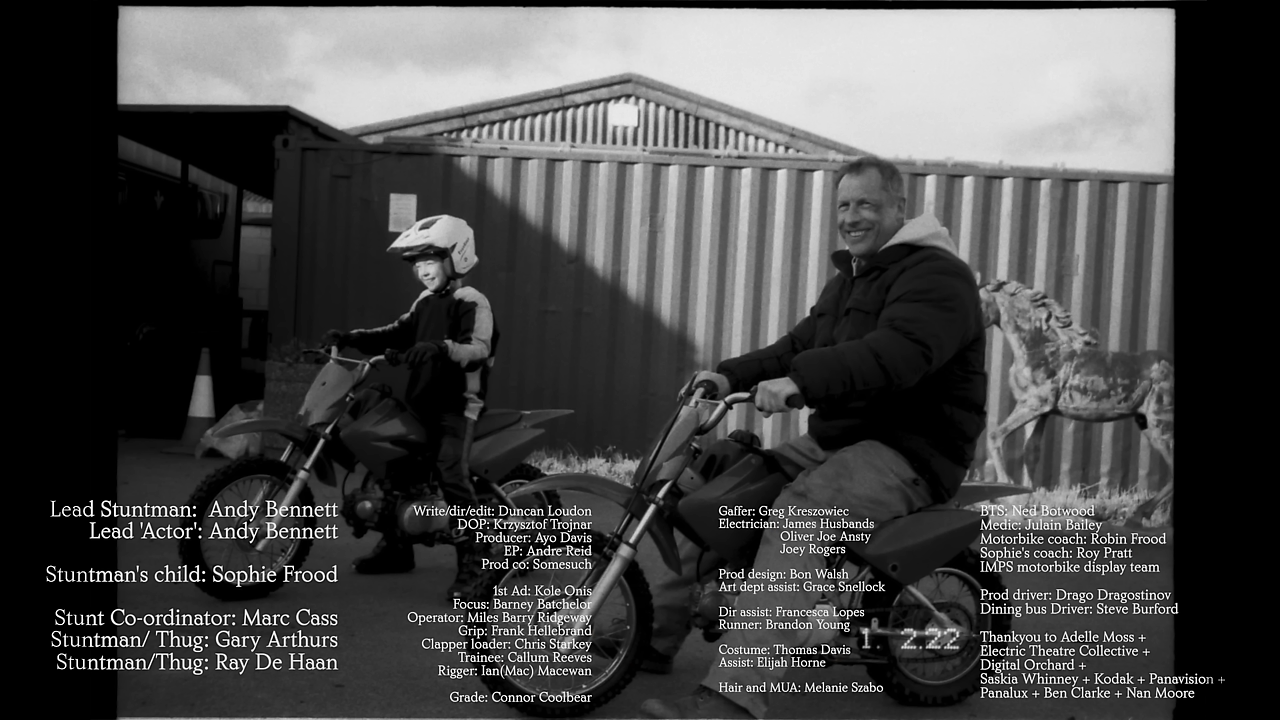 Lead Stuntman: Andy Bennett
Lead 'Actor': Andy Bennett
Stuntman's child: Sophie Frood
Stunt Co-ordinator: Marc Cass
Stuntman/ Thug: Gary Arthurs
Stuntman/Thug: Ray De Haan
Write/dir/edit: Duncan Loudon
DOP: Krzysztof Trojnar
Producer: Ayo Davis
EP: Andre Reid
Prod co: Somesuch
1st Ad: Kole Onis
Focus: Barney Batchelor
Operator: Miles Barry Ridgeway
Grip: Frank Hellebrand
Clapper loader: Chris Starkey
Trainee: Callum Reeves
Rigger: Ian(Mac) Macewan
Grade: Connor Coolbear
Gaffer: Greg Kreszowiec
Electrician: James Husbands
Oliver Joe Ansty
Joey Rogers
Prod design: Bon Walsh
Art dept assist: Grace Snellock
Dir assist: Francesca Lopes
Runner: Brandon Young
Costume: Thomas Davis
Assist: Elijah Horne
Hair and MUA: Melanie Szabo
1. 2.22
BTS: Ned Botwood
Medic: Julain Bailey
Motorbike coach: Robin Frood
Sophie's coach: Roy Pratt
IMPS motorbike display team
Prod driver: Drago Dragostinov
Dining bus Driver: Steve Burford
Thankyou to Adelle Moss +
Electric Theatre Collective +
Digital Orchard +
Saskia Whinney + Kodak + Panavision +
Panalux + Ben Clarke + Nan Moore